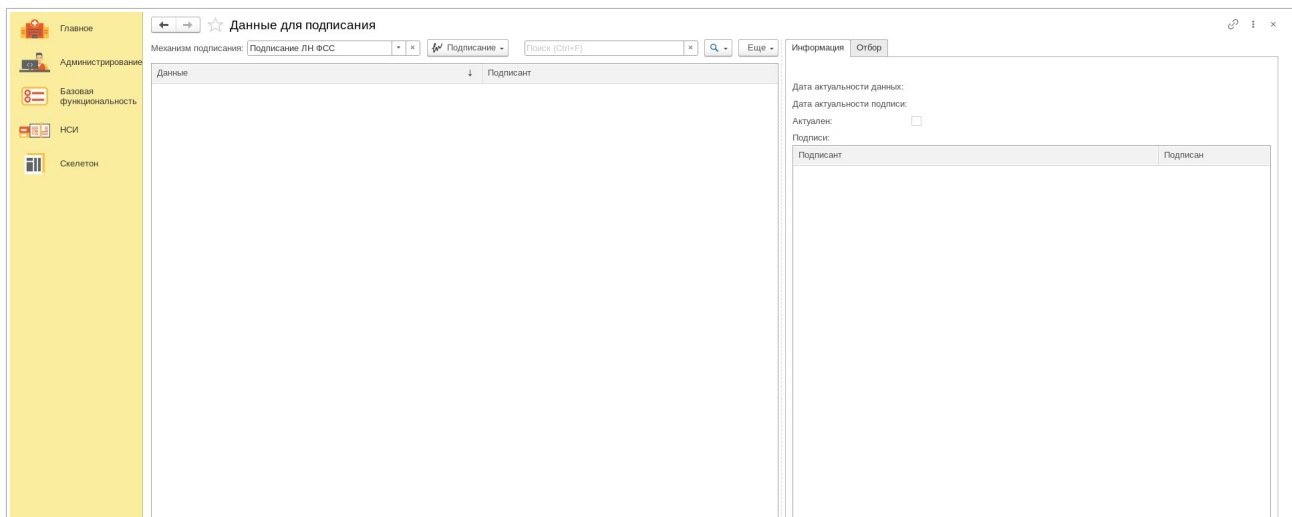 Главное
Администрирование
Базовая
функциональность
НСИ
Скелетон
Данные для подписания
Механизм подписания: Подписание ЛН ФСС Подписание Поиск (Ctrl+F) Еще
Данные Подписант
Информация Отбор
Дата актуальности данных:
Дата актуальности подписи:
Актуален:
Подписи:
Подписант Подписан